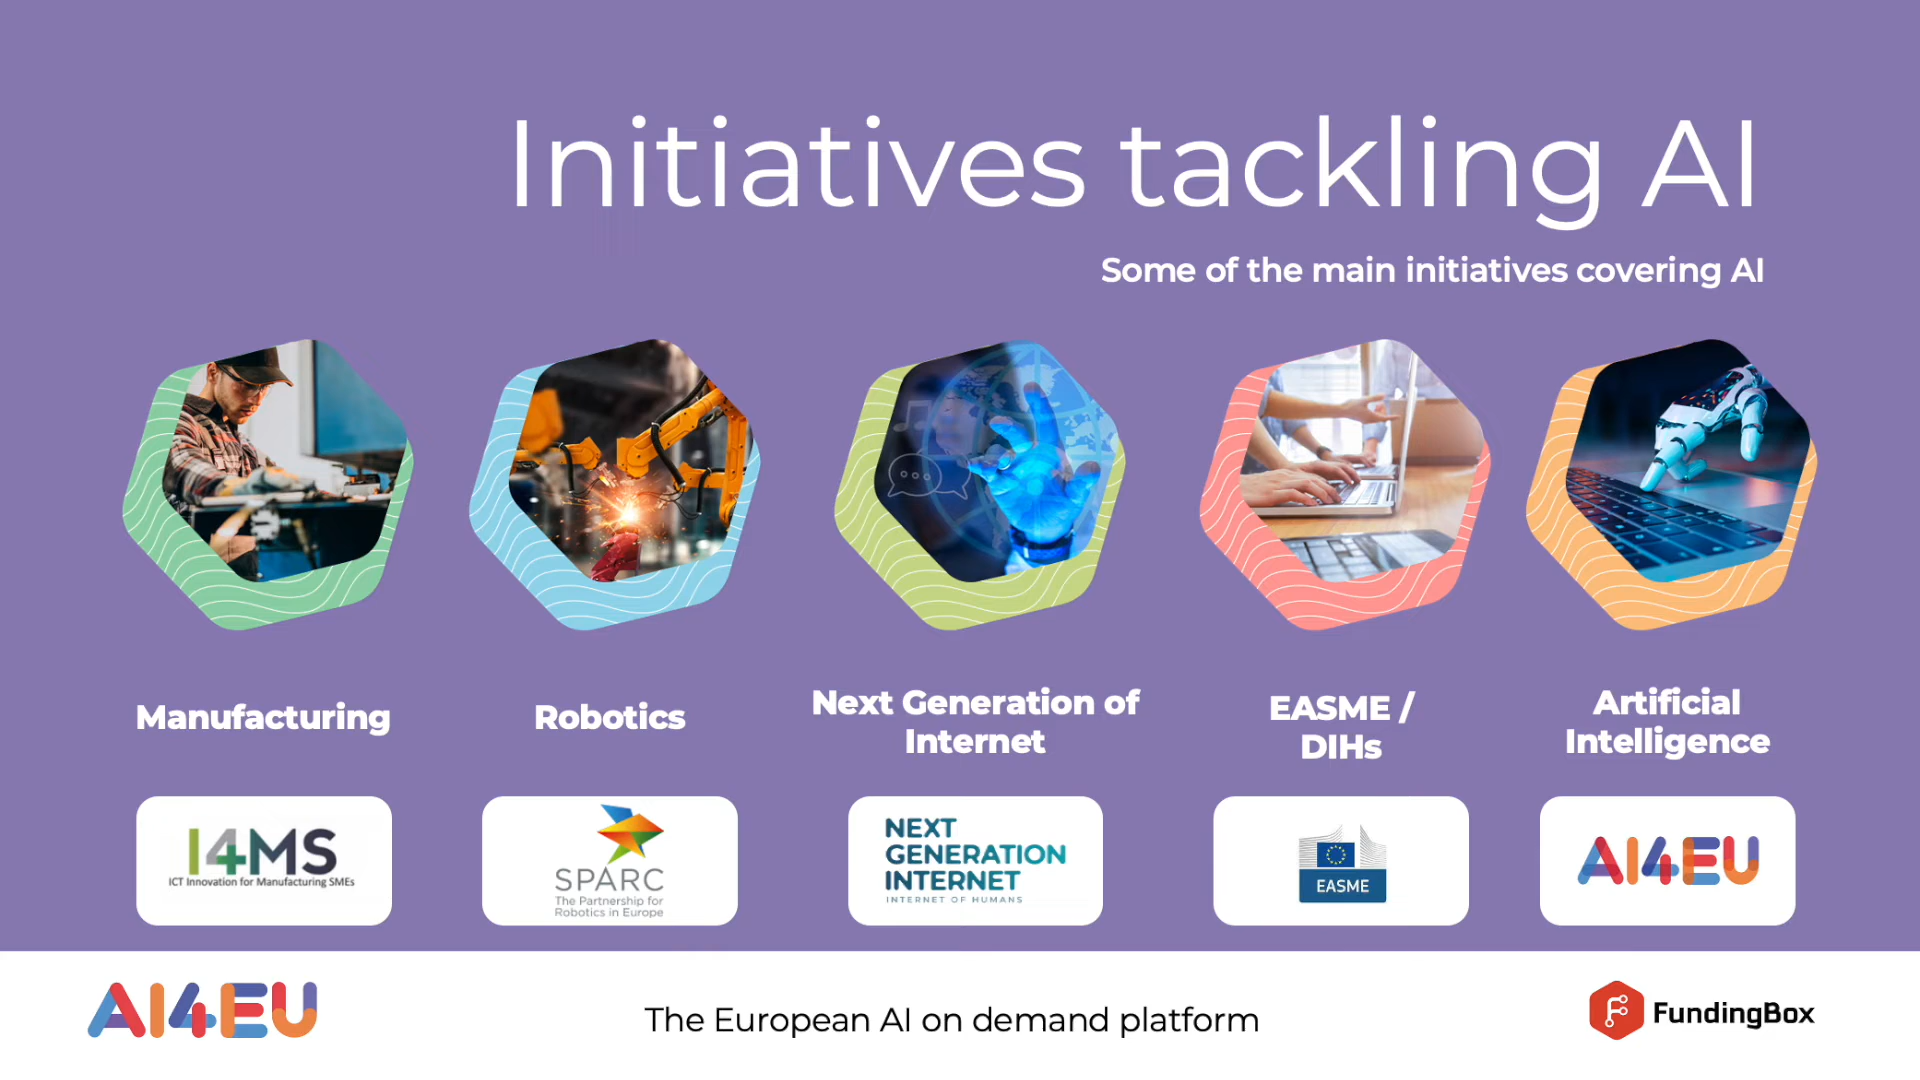 Initiatives tackling AI
Some of the main initiatives covering AI
Manufacturing
Robotics
Next Generation of
Internet
EASME /
DIHs
Artificial
Intelligence
I4MS
ICT Innovation for Manufacturing SMEs
SPARC
The Partnership for
Robotics in Europe
NEXT
GENERATION
INTERNET
INTERNET OF HUMANS
EASME
AI4EU
AI4EU
The European AI on demand platform
FundingBox